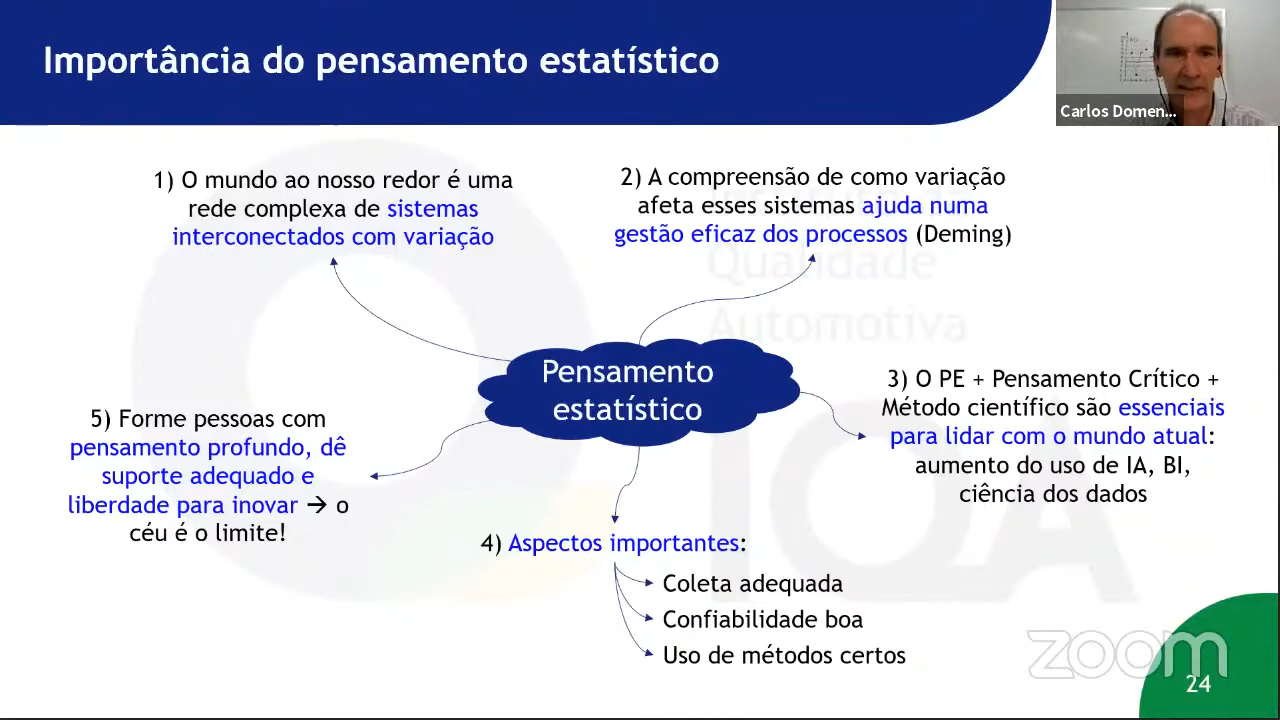 Importância do pensamento estatístico
Carlos Domen...
1) O mundo ao nosso redor é uma
rede complexa de sistemas
interconectados com variação
2) A compreensão de como variação
afeta esses sistemas ajuda numa
gestão eficaz dos processos (Deming)
Qualidade
Automotiva
Pensamento
estatístico
3) O PE + Pensamento Crítico +
Método científico são essenciais
para lidar com o mundo atual:
aumento do uso de IA, BI,
ciência dos dados
5) Forme pessoas com
pensamento profundo, dê
suporte adequado e
liberdade para inovar → o
céu é o limite!
IQA
4) Aspectos importantes:
Coleta adequada
Confiabilidade boa
Uso de métodos certos
zoom
24